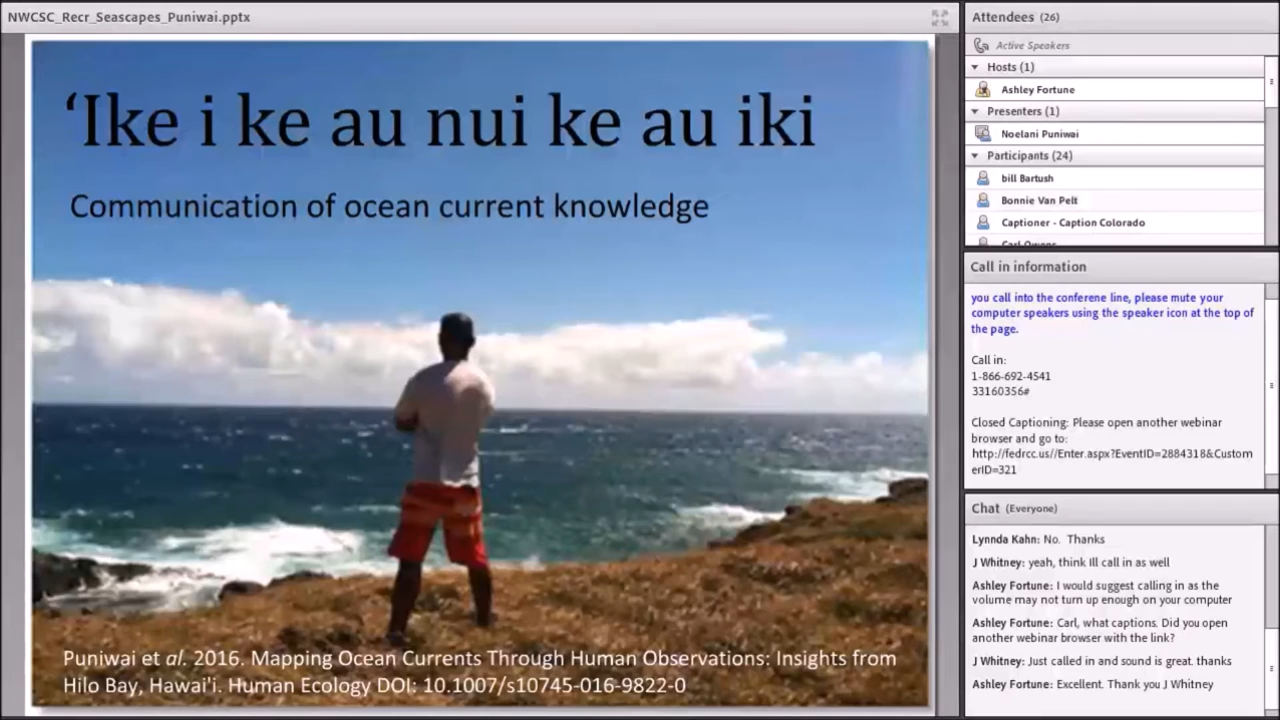 NWCSC_Recr_Seascapes_Puniwai.pptx
‘Ike i ke au nui ke au iki
Communication of ocean current knowledge
Puniwai et al. 2016. Mapping Ocean Currents Through Human Observations: Insights from
Hilo Bay, Hawai'i. Human Ecology DOI: 10.1007/s10745-016-9822-0
Attendees (26)
Active Speakers
Hosts (1)
Ashley Fortune
Presenters (1)
Noelani Puniwai
Participants (24)
bill Bartush
Bonnie Van Pelt
Captioner - Caption Colorado
Carl Owens
Call in information
you call into the conferene line, please mute your
computer speakers using the speaker icon at the top of
the page.
Call in:
1-866-692-4541
33160356#
Closed Captioning: Please open another webinar
browser and go to:
http://fedrcc.us//Enter.aspx?EventID=2884318&Custom
erID=321
Chat (Everyone)
Lynnda Kahn: No. Thanks
J Whitney: yeah, think Ill call in as well
Ashley Fortune: I would suggest calling in as the
volume may not turn up enough on your computer
Ashley Fortune: Carl, what captions. Did you open
another webinar browser with the link?
J Whitney: Just called in and sound is great. thanks
Ashley Fortune: Excellent. Thank you J Whitney